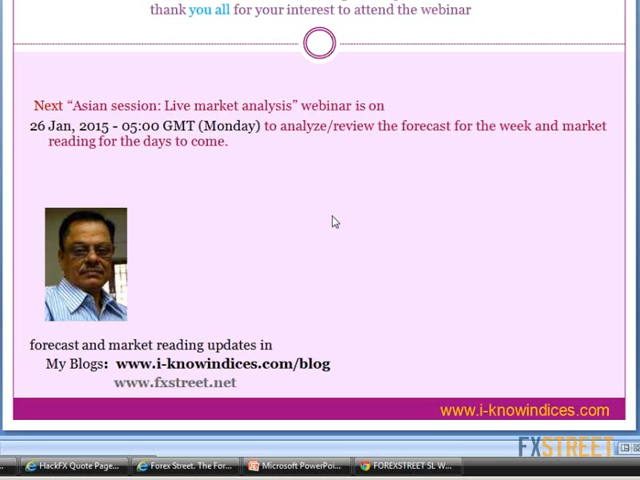 thank you all for your interest to attend the webinar
Next “Asian session: Live market analysis” webinar is on
26 Jan, 2015 - 05:00 GMT (Monday) to analyze/review the forecast for the week and market
reading for the days to come.
forecast and market reading updates in
My Blogs: www.i-knowindices.com/blog
www.fxstreet.net
www.i-knowindices.com
FXSTREET
HackFX Quote Page...
Forex Street. The For...
Microsoft PowerPoi...
FOREXSTREET SL W...